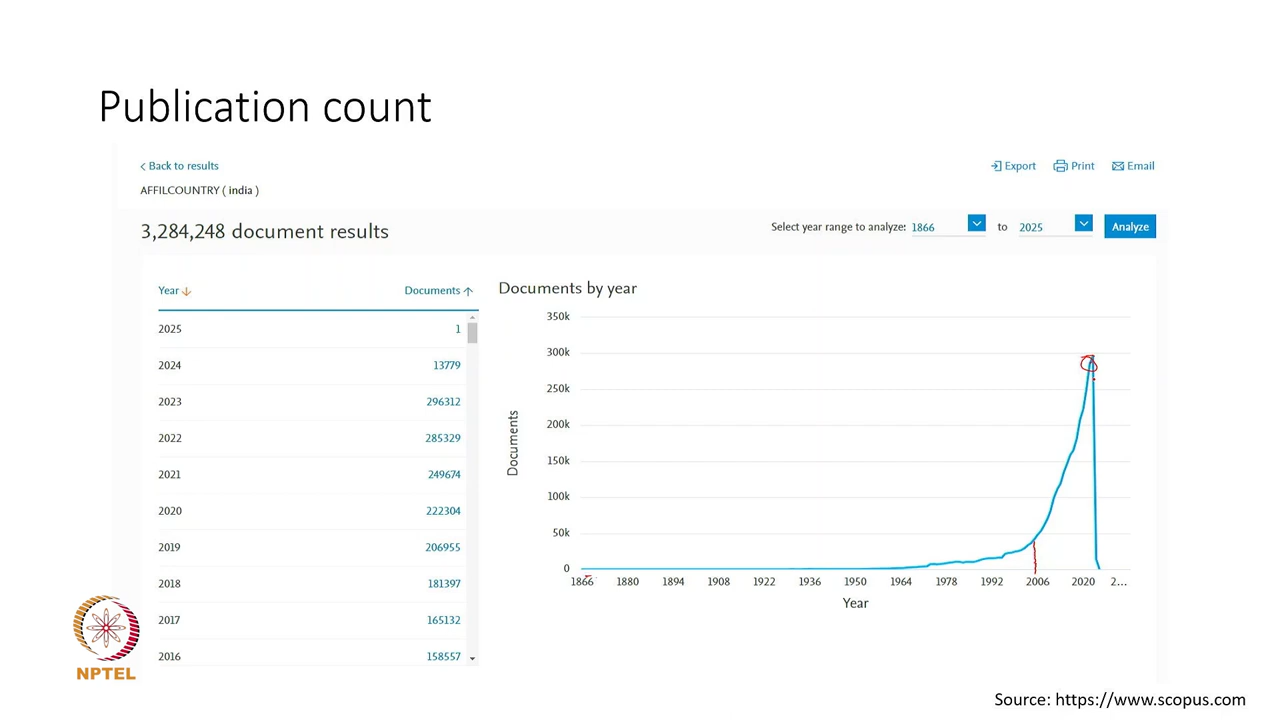 Publication count
Back to results
Export Print Email
AFFILCOUNTRY ( india )
3,284,248 document results
Select year range to analyze: 1866 to 2025 Analyze
Year Documents
2025 1
2024 13779
2023 296312
2022 285329
2021 249674
2020 222304
2019 206955
2018 181397
2017 165132
2016 158557
Documents by year
350k
300k
250k
200k
150k
100k
50k
0
Documents
1866 1880 1894 1908 1922 1936 1950 1964 1978 1992 2006 2020 2...
Year
NPTEL
Source: https://www.scopus.com